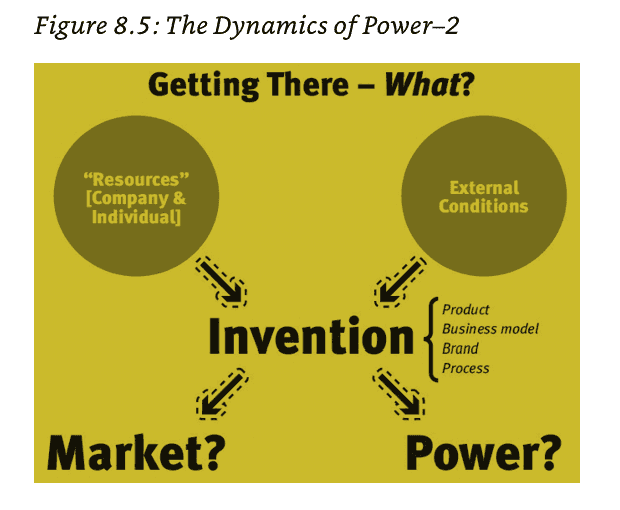 Figure 8.5: The Dynamics of Power–2
Getting There – What?
“Resources”
[Company &
Individual]
External
Conditions
Invention
Product
Business model
Brand
Process
Market?
Power?